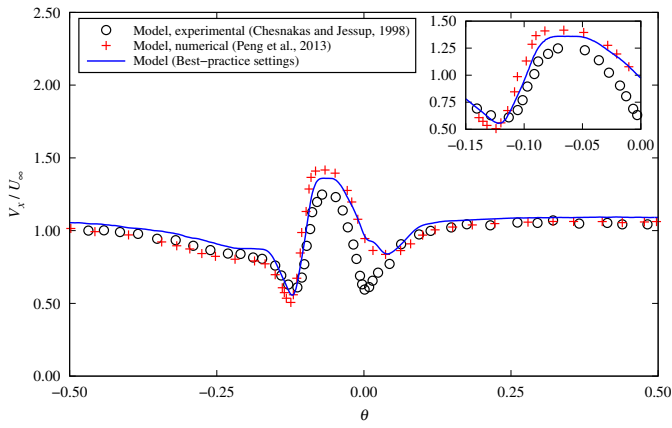 2.50
2.00
1.50
1.00
0.50
0.00
V_x / U_∞
Model, experimental (Chesnakas and Jessup, 1998)
Model, numerical (Peng et al., 2013)
Model (Best−practice settings)
1.50
1.25
1.00
0.75
0.50
−0.15 −0.10 −0.05 0.00
−0.50 −0.25 0.00 0.25 0.50
θ